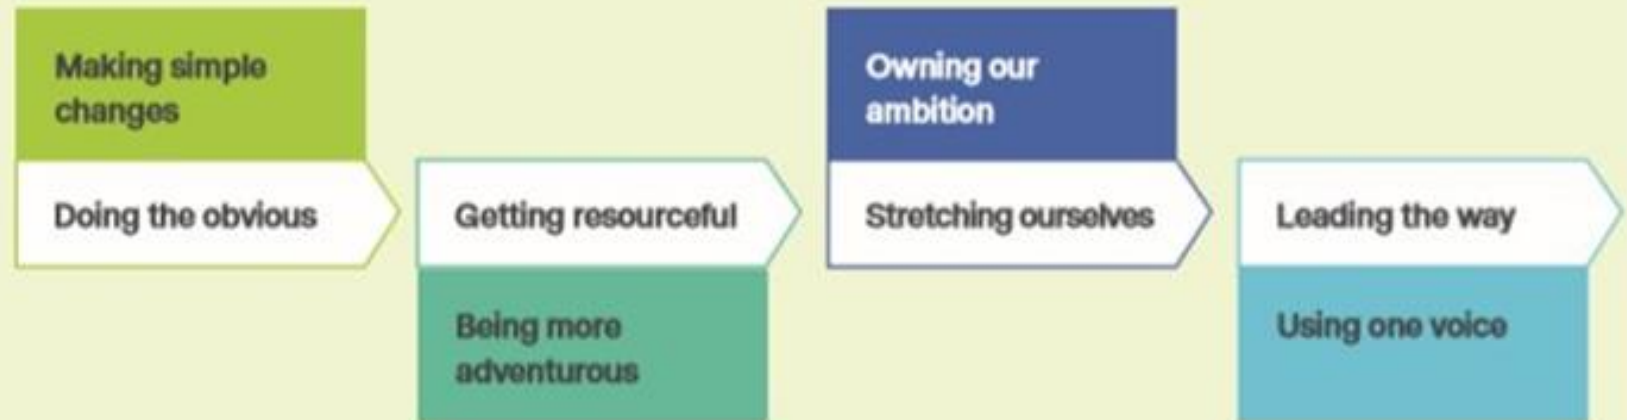 Making simple
changes
Doing the obvious
Getting resourceful
Being more
adventurous
Owning our
ambition
Stretching ourselves
Leading the way
Using one voice